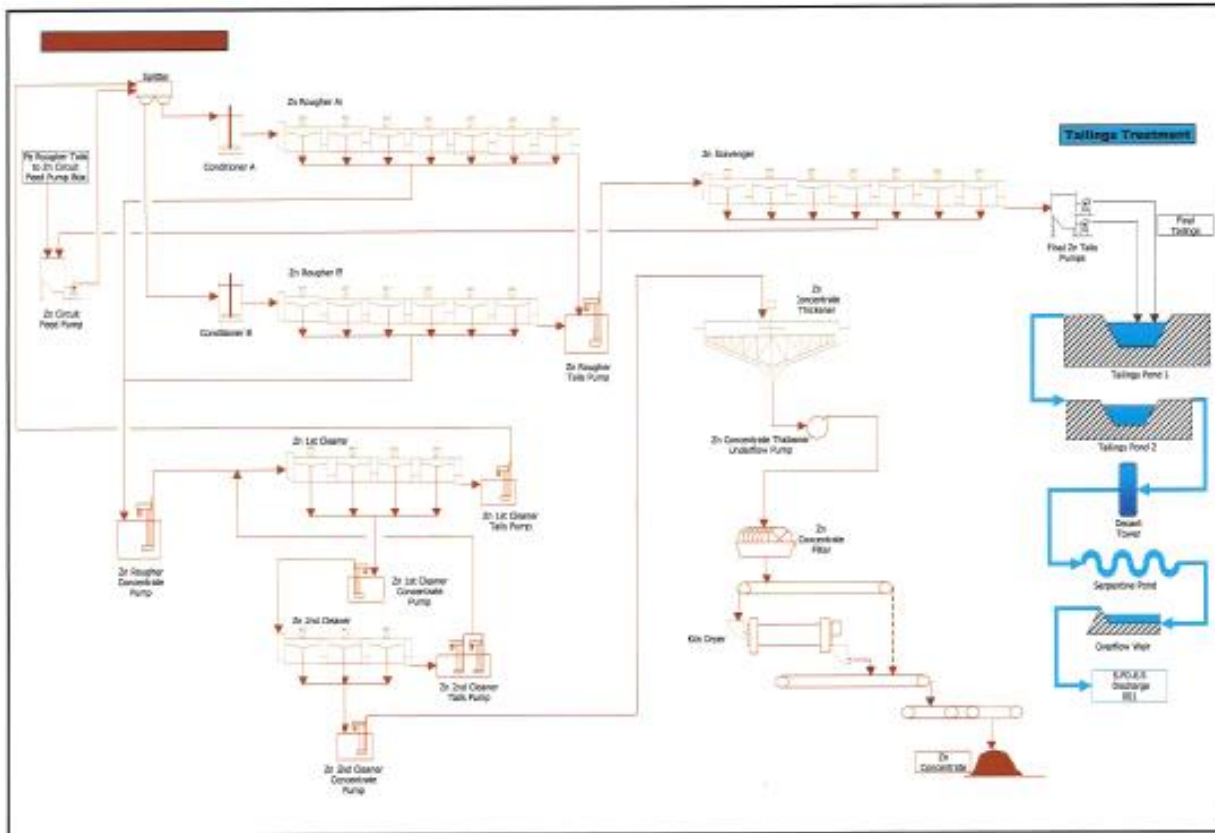 Splitter
Zn Rougher A
Tailings Treatment
Pb Rougher Tails
to Zn Circuit
Feed Pump Box
Conditioner A
Zn Scavenger
Final
Tailings
Final Zn Tails
Pumps
Zn Rougher B
Zn
Concentrate
Thickener
Zn Circuit
Feed Pump
Conditioner B
Zn Rougher
Tails Pump
Tailings Pond 1
Zn 1st Cleaner
Zn Concentrate Thickener
underflow Pump
Tailings Pond 2
Zn 1st Cleaner
Tails Pump
Decant
Tower
Zn
Concentrate
Filter
Zn Rougher
Concentrate
Pump
Zn 1st Cleaner
Concentrate
Pump
Serpentine Pond
Zn 2nd Cleaner
Kiln Dryer
Overflow Weir
Zn 2nd Cleaner
Tails Pump
Discharge
001
Zn 2nd Cleaner
Concentrate
Pump
Zn
Concentrate